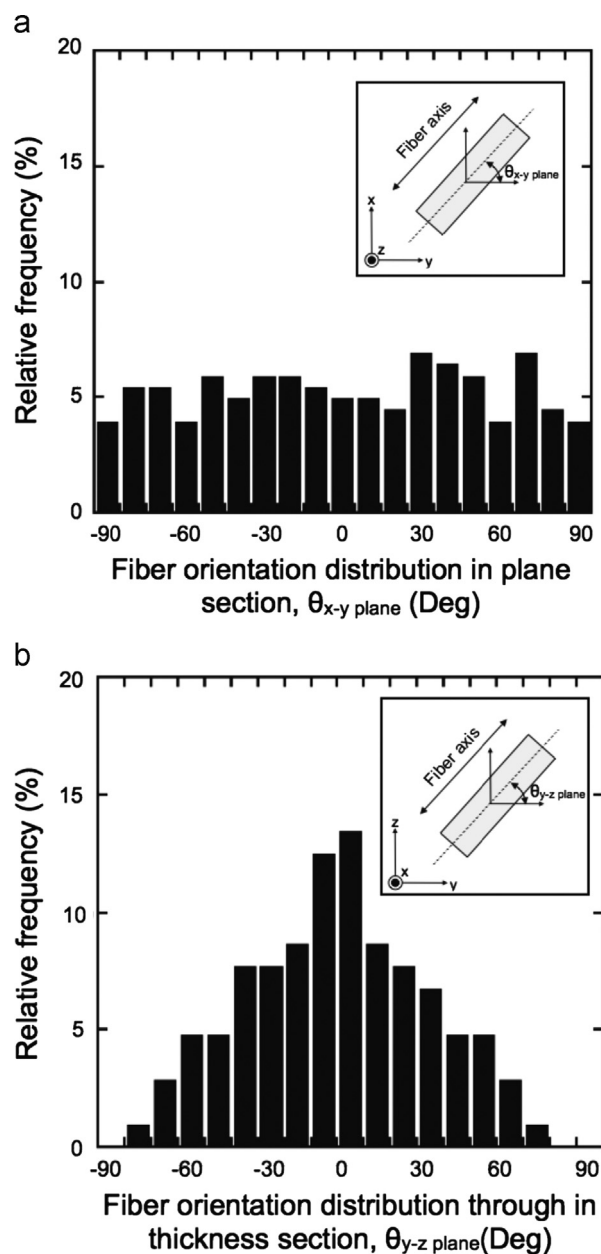 a
20
15
10
5
0
Relative frequency (%)
Fiber axis
θx-y plane
x
z
y
-90
-60
-30
0
30
60
90
Fiber orientation distribution in plane
section, θx-y plane (Deg)
b
20
15
10
5
0
Relative frequency (%)
Fiber axis
θy-z plane
z
x
y
-90
-60
-30
0
30
60
90
Fiber orientation distribution through in
thickness section, θy-z plane(Deg)